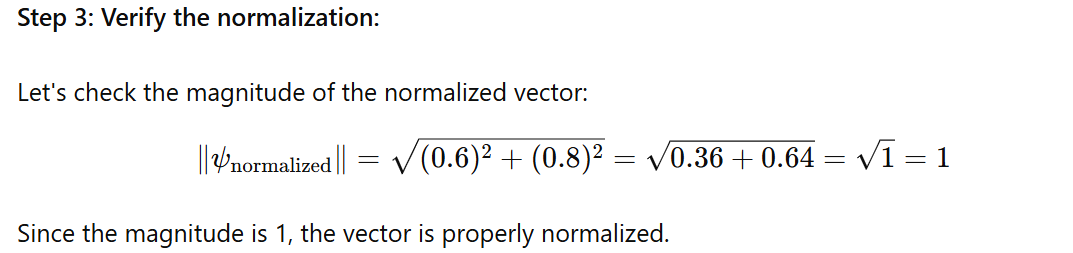 Step 3: Verify the normalization:
Let's check the magnitude of the normalized vector:
||ψnormalized|| = √(0.6)² + (0.8)² = √0.36 + 0.64 = √1 = 1
Since the magnitude is 1, the vector is properly normalized.